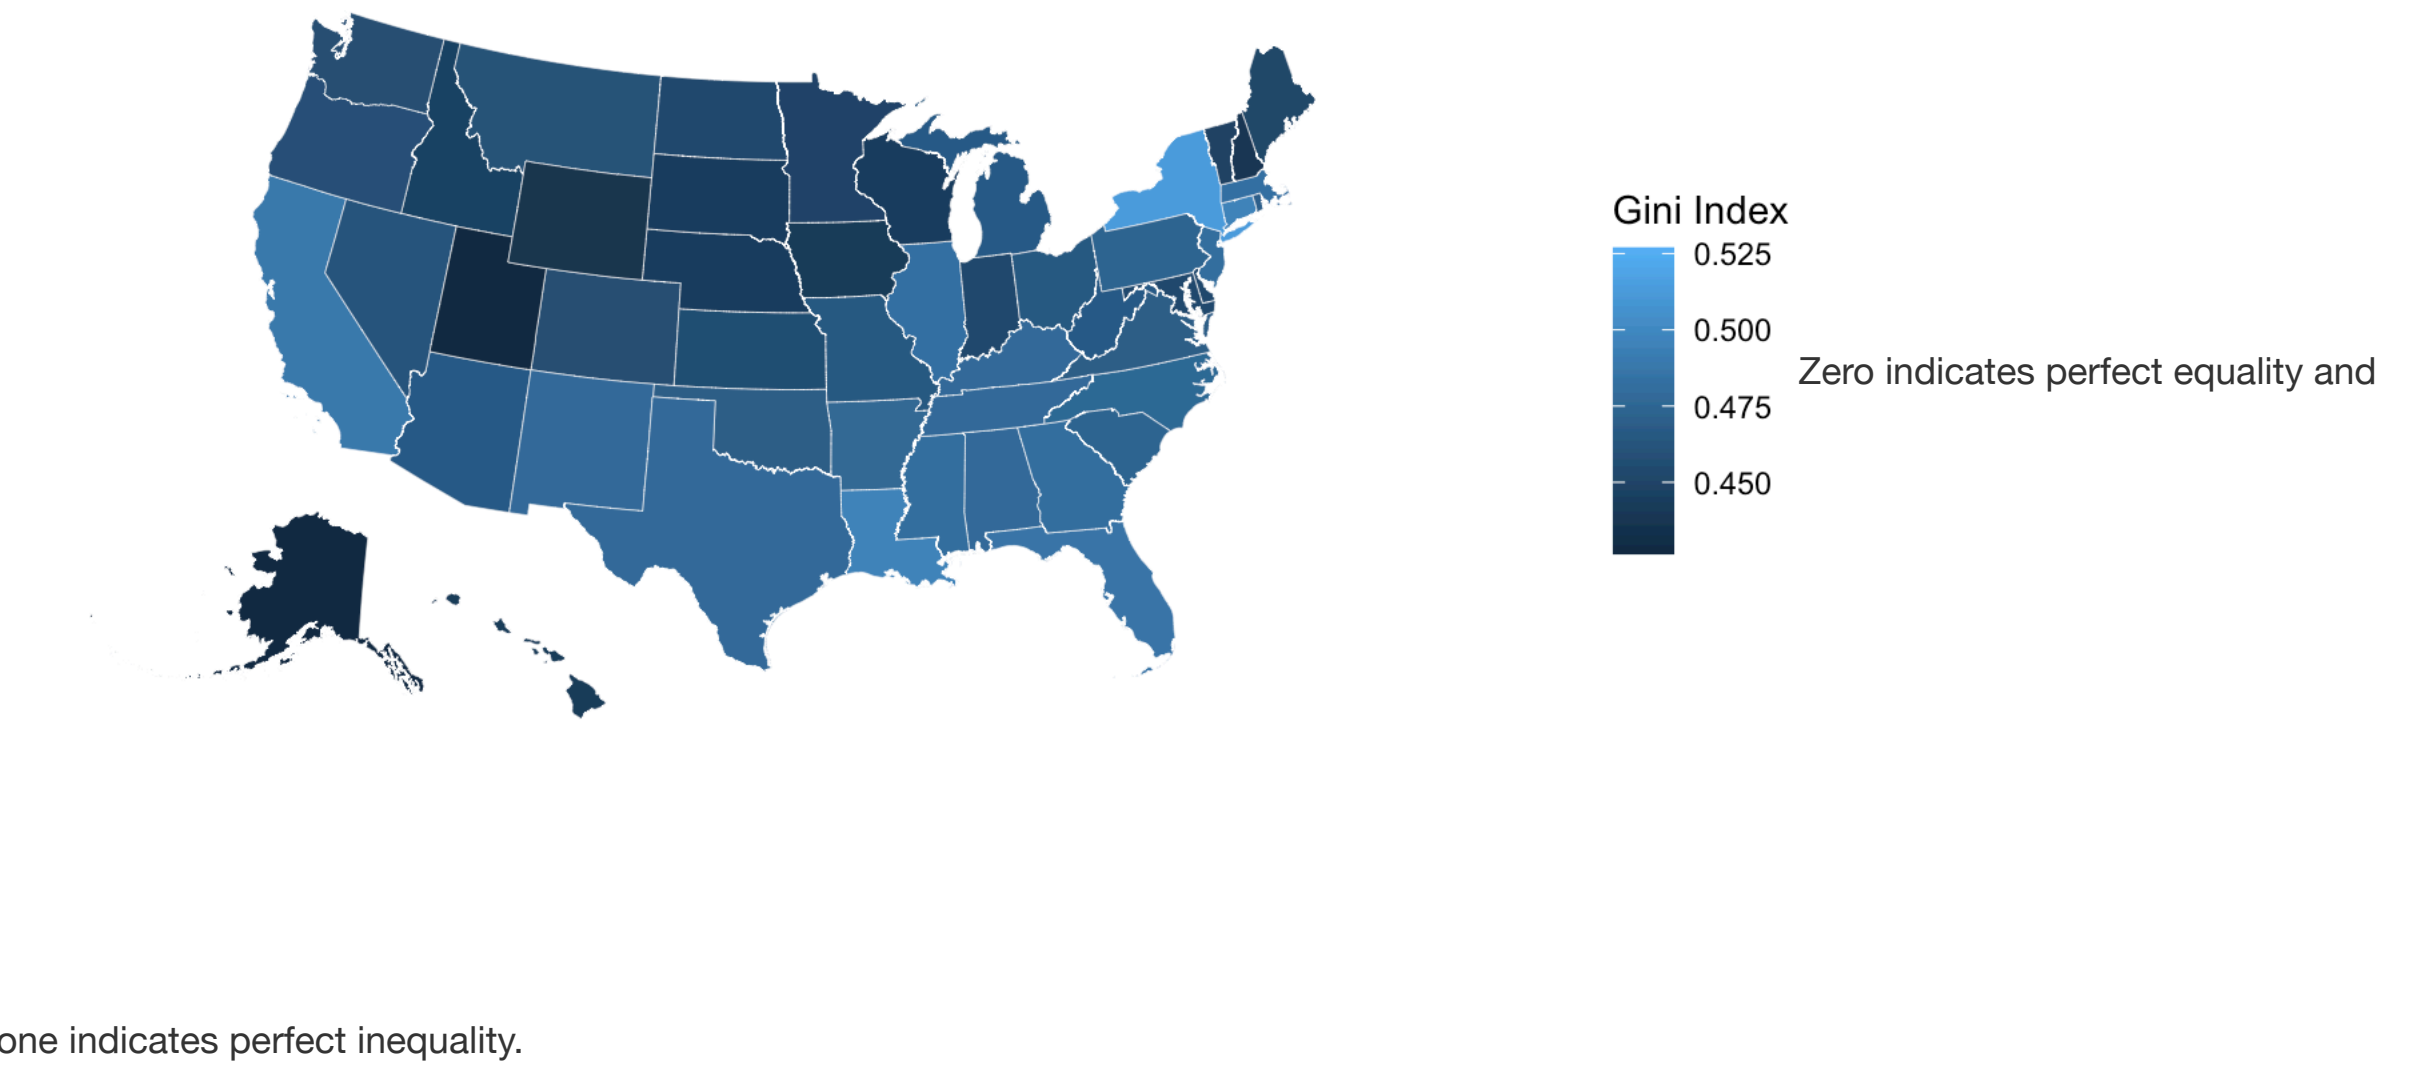 Gini Index
0.525
0.500
0.475
0.450
Zero indicates perfect equality and
one indicates perfect inequality.